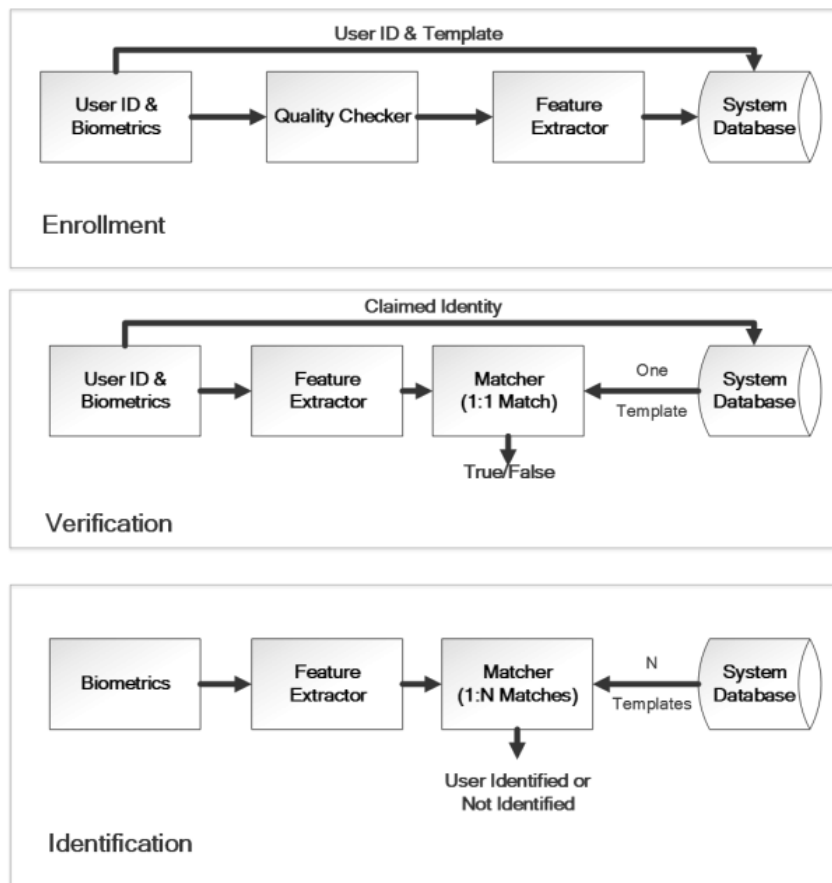 User ID & Template
User ID &
Biometrics
Quality Checker
Feature
Extractor
System
Database
Enrollment
Claimed Identity
User ID &
Biometrics
Feature
Extractor
Matcher
(1:1 Match)
One
Template
System
Database
True/False
Verification
Biometrics
Feature
Extractor
Matcher
(1:N Matches)
N
Templates
System
Database
User Identified or
Not Identified
Identification